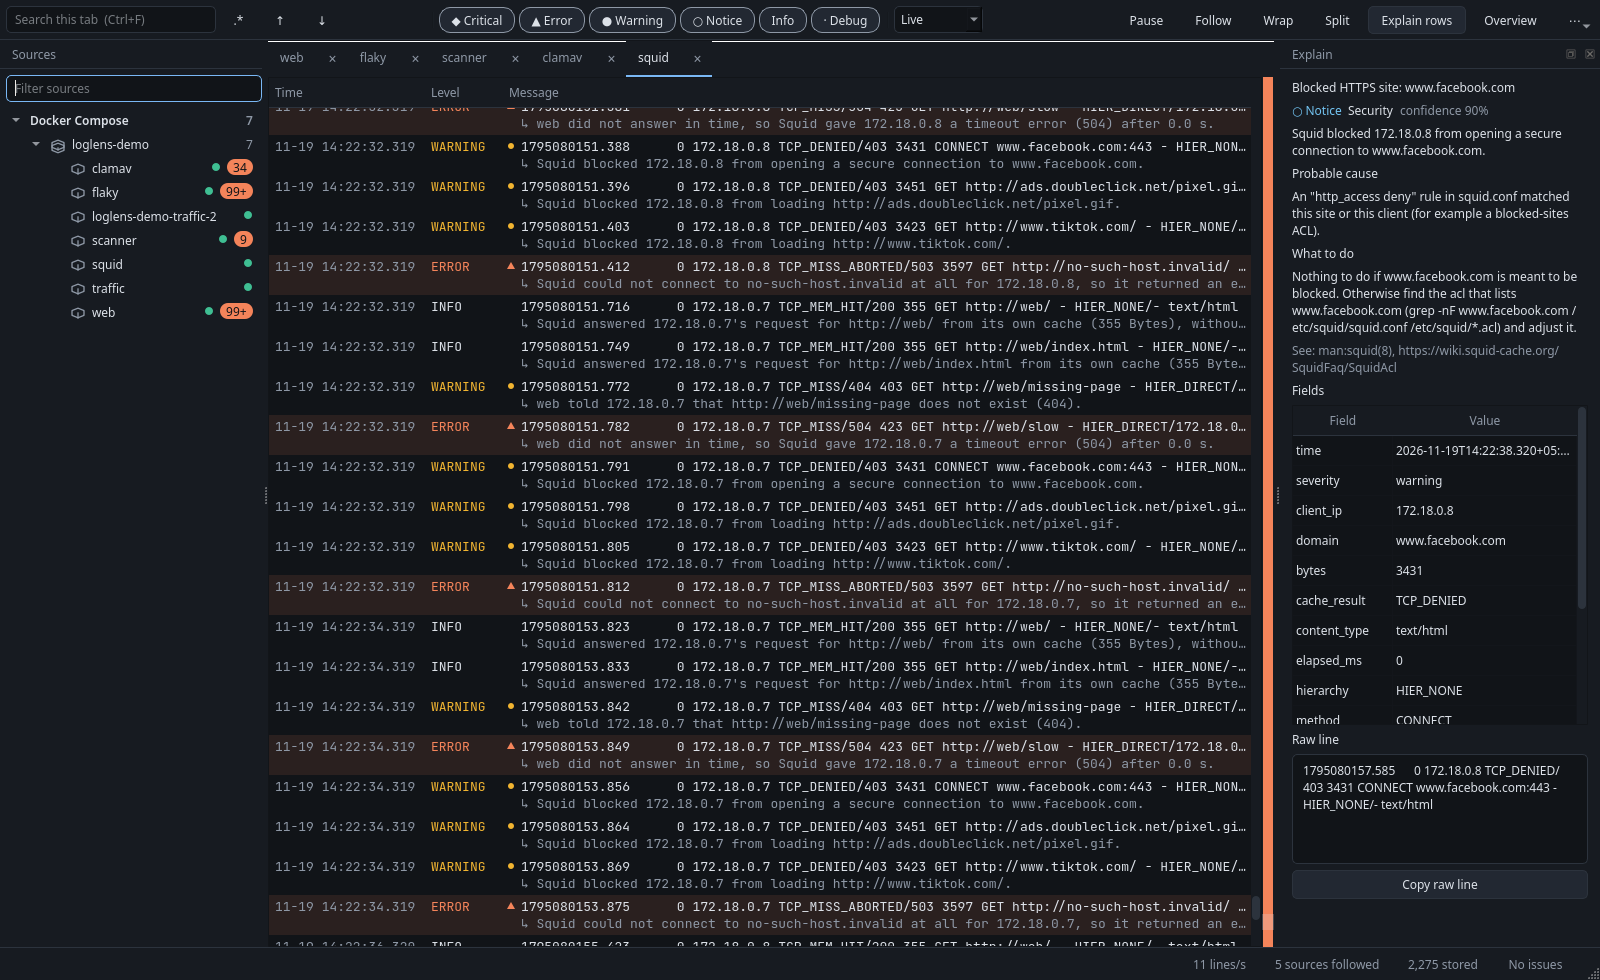 Search this tab (Ctrl+F)
.*
↑
↓
◆ Critical
▲ Error
● Warning
○ Notice
Info
· Debug
Live
Pause
Follow
Wrap
Split
Explain rows
Overview
...
Sources
Filter sources
Docker Compose 7
loglens-demo 7
clamav 34
flaky 99+
loglens-demo-traffic-2
scanner 9
squid
traffic
web 99+
web ×
flaky ×
scanner ×
clamav ×
squid ×
Time Level Message
↳ web did not answer in time, so Squid gave 172.18.0.8 a timeout error (504) after 0.0 s.
11-19 14:22:32.319 WARNING ● 1795080151.388 0 172.18.0.8 TCP_DENIED/403 3431 CONNECT www.facebook.com:443 - HIER_NON…
↳ Squid blocked 172.18.0.8 from opening a secure connection to www.facebook.com.
11-19 14:22:32.319 WARNING ● 1795080151.396 0 172.18.0.8 TCP_DENIED/403 3451 GET http://ads.doubleclick.net/pixel.gi…
↳ Squid blocked 172.18.0.8 from loading http://ads.doubleclick.net/pixel.gif.
11-19 14:22:32.319 WARNING ● 1795080151.403 0 172.18.0.8 TCP_DENIED/403 3423 GET http://www.tiktok.com/ - HIER_NONE/…
↳ Squid blocked 172.18.0.8 from loading http://www.tiktok.com/.
11-19 14:22:32.319 ERROR ▲ 1795080151.412 0 172.18.0.8 TCP_MISS_ABORTED/503 3597 GET http://no-such-host.invalid/ …
↳ Squid could not connect to no-such-host.invalid at all for 172.18.0.8, so it returned an e…
11-19 14:22:32.319 INFO 1795080151.716 0 172.18.0.7 TCP_MEM_HIT/200 355 GET http://web/ - HIER_NONE/- text/html
↳ Squid answered 172.18.0.7's request for http://web/ from its own cache (355 Bytes), withou…
11-19 14:22:32.319 INFO 1795080151.749 0 172.18.0.7 TCP_MEM_HIT/200 355 GET http://web/index.html - HIER_NONE/-…
↳ Squid answered 172.18.0.7's request for http://web/index.html from its own cache (355 Byte…
11-19 14:22:32.319 WARNING ● 1795080151.772 0 172.18.0.7 TCP_MISS/404 403 GET http://web/missing-page - HIER_DIRECT/…
↳ web told 172.18.0.7 that http://web/missing-page does not exist (404).
11-19 14:22:32.319 ERROR ▲ 1795080151.782 0 172.18.0.7 TCP_MISS/504 423 GET http://web/slow - HIER_DIRECT/172.18.0…
↳ web did not answer in time, so Squid gave 172.18.0.7 a timeout error (504) after 0.0 s.
11-19 14:22:32.319 WARNING ● 1795080151.791 0 172.18.0.7 TCP_DENIED/403 3431 CONNECT www.facebook.com:443 - HIER_NON…
↳ Squid blocked 172.18.0.7 from opening a secure connection to www.facebook.com.
11-19 14:22:32.319 WARNING ● 1795080151.798 0 172.18.0.7 TCP_DENIED/403 3451 GET http://ads.doubleclick.net/pixel.gi…
↳ Squid blocked 172.18.0.7 from loading http://ads.doubleclick.net/pixel.gif.
11-19 14:22:32.319 WARNING ● 1795080151.805 0 172.18.0.7 TCP_DENIED/403 3423 GET http://www.tiktok.com/ - HIER_NONE/…
↳ Squid blocked 172.18.0.7 from loading http://www.tiktok.com/.
11-19 14:22:32.319 ERROR ▲ 1795080151.812 0 172.18.0.7 TCP_MISS_ABORTED/503 3597 GET http://no-such-host.invalid/ …
↳ Squid could not connect to no-such-host.invalid at all for 172.18.0.7, so it returned an e…
11-19 14:22:34.319 INFO 1795080153.823 0 172.18.0.7 TCP_MEM_HIT/200 355 GET http://web/ - HIER_NONE/- text/html
↳ Squid answered 172.18.0.7's request for http://web/ from its own cache (355 Bytes), withou…
11-19 14:22:34.319 INFO 1795080153.833 0 172.18.0.7 TCP_MEM_HIT/200 355 GET http://web/index.html - HIER_NONE/-…
↳ Squid answered 172.18.0.7's request for http://web/index.html from its own cache (355 Byte…
11-19 14:22:34.319 WARNING ● 1795080153.842 0 172.18.0.7 TCP_MISS/404 403 GET http://web/missing-page - HIER_DIRECT/…
↳ web told 172.18.0.7 that http://web/missing-page does not exist (404).
11-19 14:22:34.319 ERROR ▲ 1795080153.849 0 172.18.0.7 TCP_MISS/504 423 GET http://web/slow - HIER_DIRECT/172.18.0…
↳ web did not answer in time, so Squid gave 172.18.0.7 a timeout error (504) after 0.0 s.
11-19 14:22:34.319 WARNING ● 1795080153.856 0 172.18.0.7 TCP_DENIED/403 3431 CONNECT www.facebook.com:443 - HIER_NON…
↳ Squid blocked 172.18.0.7 from opening a secure connection to www.facebook.com.
11-19 14:22:34.319 WARNING ● 1795080153.864 0 172.18.0.7 TCP_DENIED/403 3451 GET http://ads.doubleclick.net/pixel.gi…
↳ Squid blocked 172.18.0.7 from loading http://ads.doubleclick.net/pixel.gif.
11-19 14:22:34.319 WARNING ● 1795080153.869 0 172.18.0.7 TCP_DENIED/403 3423 GET http://www.tiktok.com/ - HIER_NONE/…
↳ Squid blocked 172.18.0.7 from loading http://www.tiktok.com/.
11-19 14:22:34.319 ERROR ▲ 1795080153.875 0 172.18.0.7 TCP_MISS_ABORTED/503 3597 GET http://no-such-host.invalid/ …
↳ Squid could not connect to no-such-host.invalid at all for 172.18.0.7, so it returned an e…
Explain
Blocked HTTPS site: www.facebook.com
○ Notice Security confidence 90%
Squid blocked 172.18.0.8 from opening a secure
connection to www.facebook.com.
Probable cause
An "http_access deny" rule in squid.conf matched
this site or this client (for example a blocked-sites
ACL).
What to do
Nothing to do if www.facebook.com is meant to be
blocked. Otherwise find the acl that lists
www.facebook.com (grep -nF www.facebook.com /
etc/squid/squid.conf /etc/squid/*.acl) and adjust it.
See: man:squid(8), https://wiki.squid-cache.org/
SquidFaq/SquidAcl
Fields
Field Value
time 2026-11-19T14:22:38.320+05:…
severity warning
client_ip 172.18.0.8
domain www.facebook.com
bytes 3431
cache_result TCP_DENIED
content_type text/html
elapsed_ms 0
hierarchy HIER_NONE
method CONNECT
Raw line
1795080157.585 0 172.18.0.8 TCP_DENIED/
403 3431 CONNECT www.facebook.com:443 -
HIER_NONE/- text/html
Copy raw line
11 lines/s
5 sources followed
2,275 stored
No issues